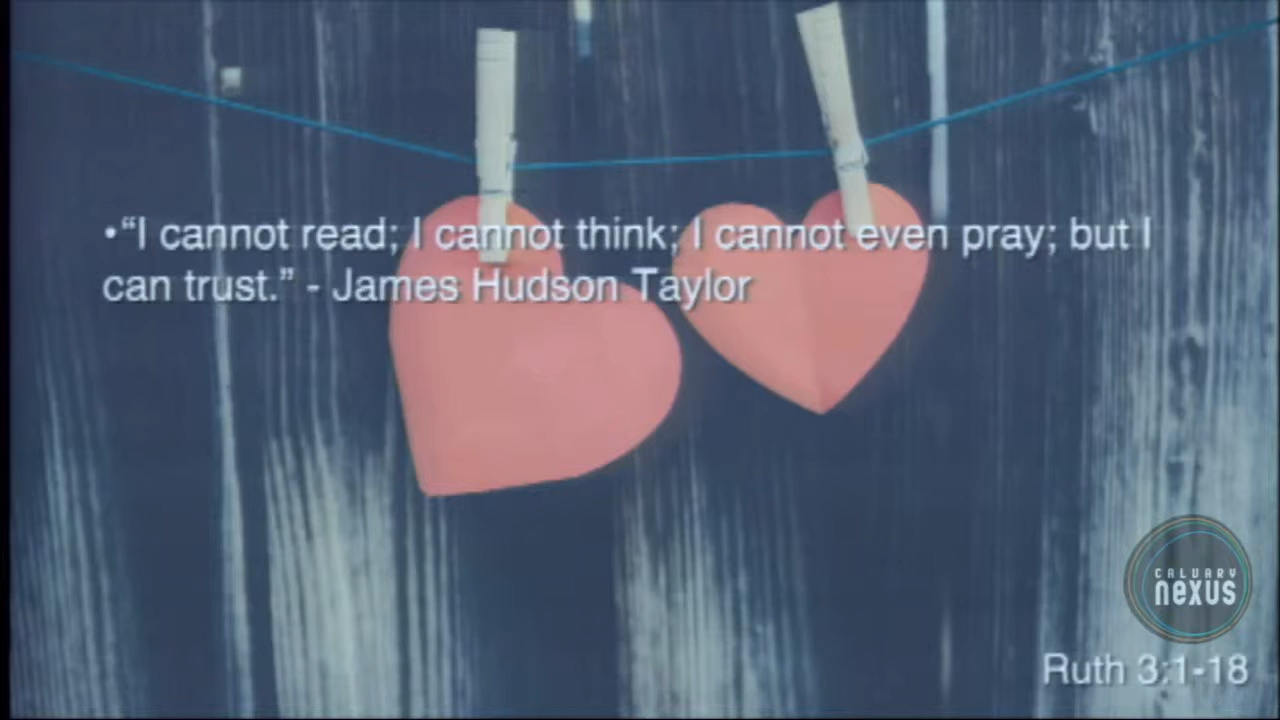 •“I cannot read; I cannot think; I cannot even pray; but I
can trust.” - James Hudson Taylor
CALVARY
nexus
Ruth 3:1-18